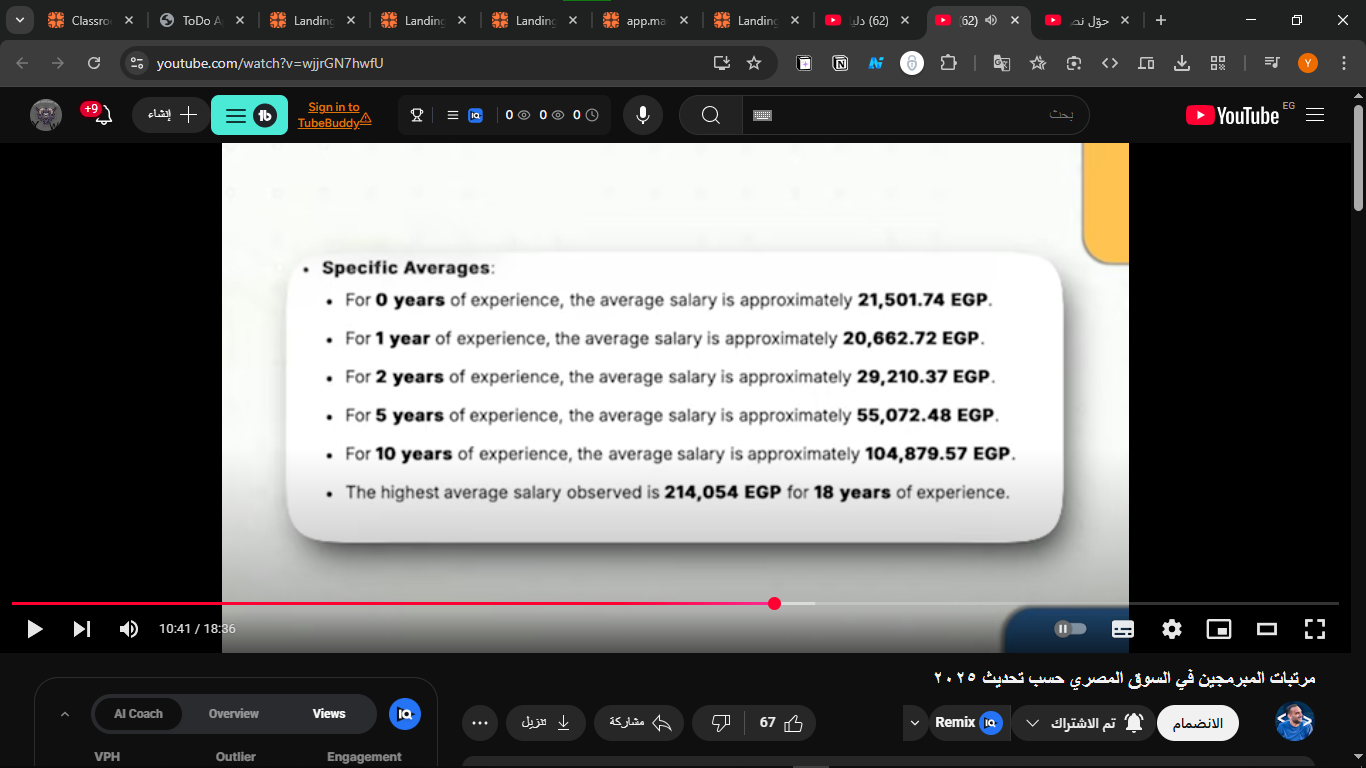 Classroo
ToDo A
Landing
Landing
Landing
app.ma
Landing
(62) دليا
(62)
حوّل نص
youtube.com/watch?v=wjjrGN7hwfU
+9
إنشاء
Sign in to
TubeBuddy
0 0 0
بحث
YouTube EG
Specific Averages:
For 0 years of experience, the average salary is approximately 21,501.74 EGP.
For 1 year of experience, the average salary is approximately 20,662.72 EGP.
For 2 years of experience, the average salary is approximately 29,210.37 EGP.
For 5 years of experience, the average salary is approximately 55,072.48 EGP.
For 10 years of experience, the average salary is approximately 104,879.57 EGP.
The highest average salary observed is 214,054 EGP for 18 years of experience.
10:41 / 18:36
مرتبات المبرمجين في السوق المصري حسب تحديث ٢٠٢٥
الانضمام
تم الاشتراك
Remix
67
مشاركة
تنزيل
AI Coach Overview Views
VPH Outlier Engagement